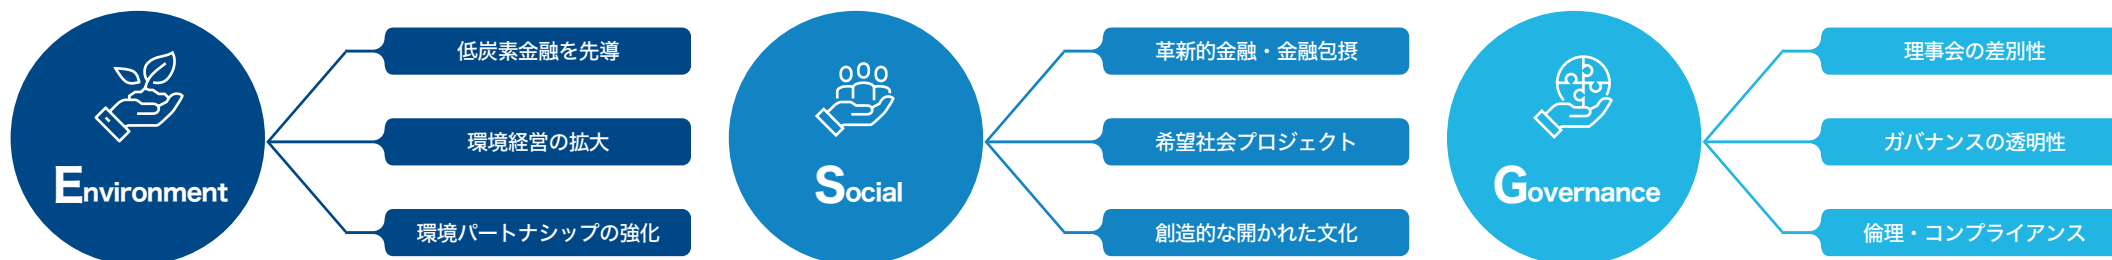 Environment
低炭素金融を先導
環境経営の拡大
環境パートナシップの強化
Social
革新的金融・金融包摂
希望社会プロジェクト
創造的な開かれた文化
Governance
理事会の差別性
ガバナンスの透明性
倫理・コンプライアンス